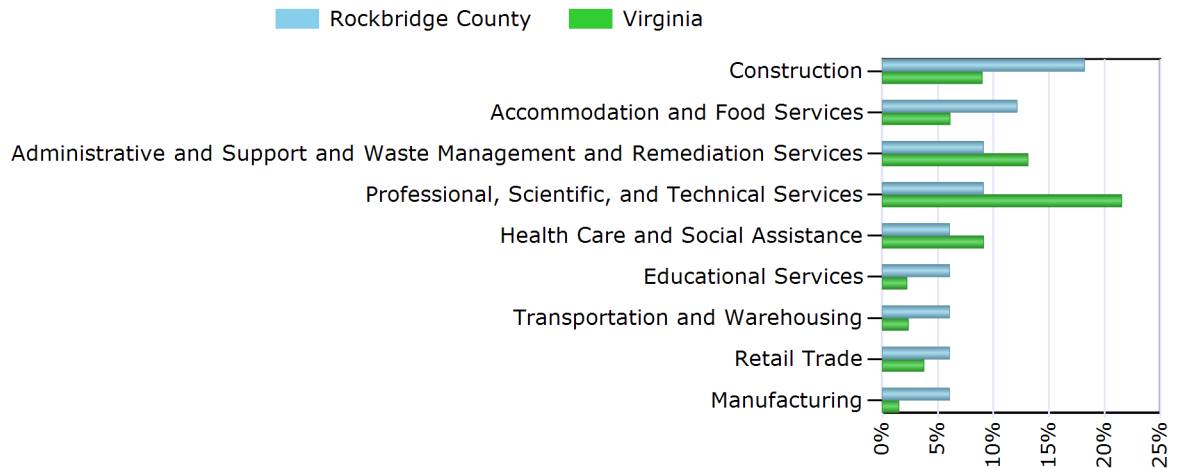 Rockbridge County Virginia
Construction
Accommodation and Food Services
Administrative and Support and Waste Management and Remediation Services
Professional, Scientific, and Technical Services
Health Care and Social Assistance
Educational Services
Transportation and Warehousing
Retail Trade
Manufacturing
0% 5% 10% 15% 20% 25%